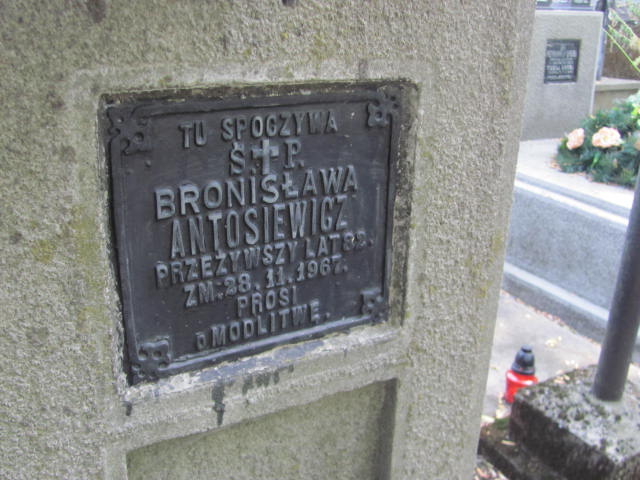 TU SPOCZYWA
Ś.†P.
BRONISŁAWA
ANTOSIEWICZ
PRZEŻYWSZY LAT 82.
ZM. 28.11.1967.
PROSI
O MODLITWĘ.